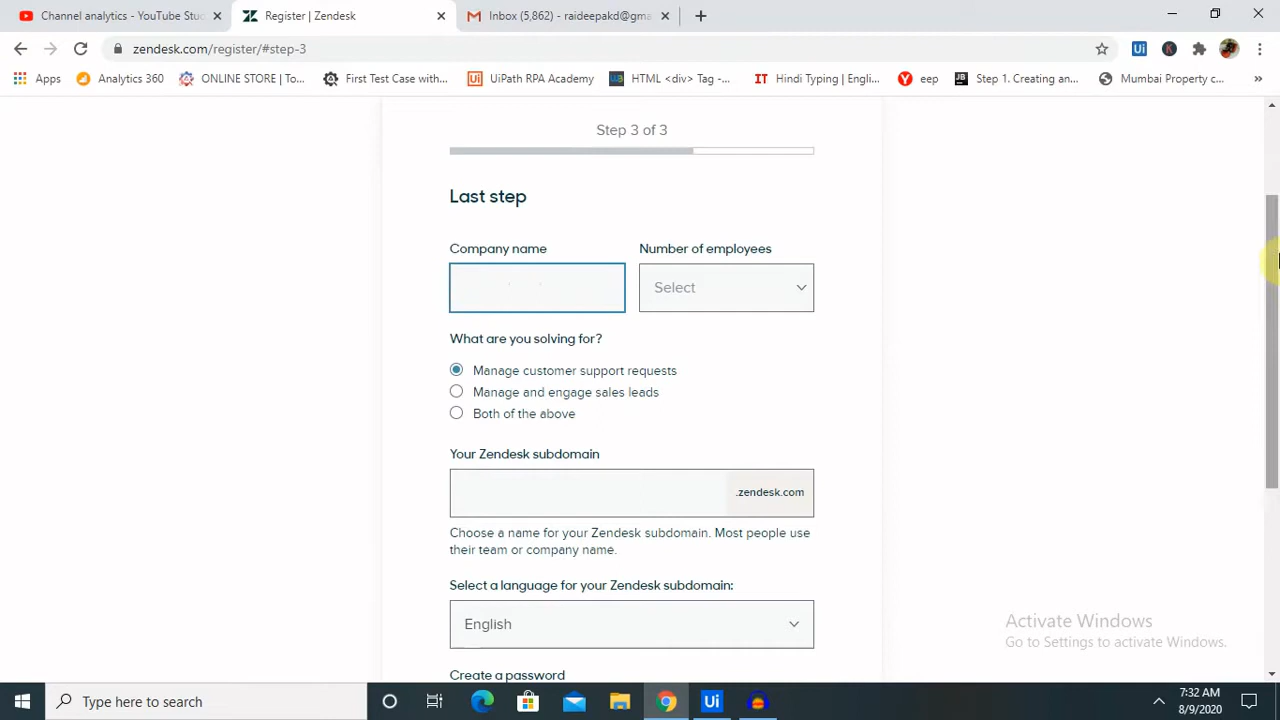 Channel analytics - YouTube Stu
Register | Zendesk
Inbox (5,862) - raideepakd@gma
zendesk.com/register/#step-3
Apps
Analytics 360
ONLINE STORE | To...
First Test Case with...
UiPath RPA Academy
HTML <div> Tag -...
Hindi Typing | Engli...
eep
Step 1. Creating an...
Mumbai Property c...
Step 3 of 3
Last step
Company name
Number of employees
Select
What are you solving for?
Manage customer support requests
Manage and engage sales leads
Both of the above
Your Zendesk subdomain
.zendesk.com
Choose a name for your Zendesk subdomain. Most people use
their team or company name.
Select a language for your Zendesk subdomain:
English
Create a password
Activate Windows
Go to Settings to activate Windows.
Type here to search
7:32 AM
8/9/2020